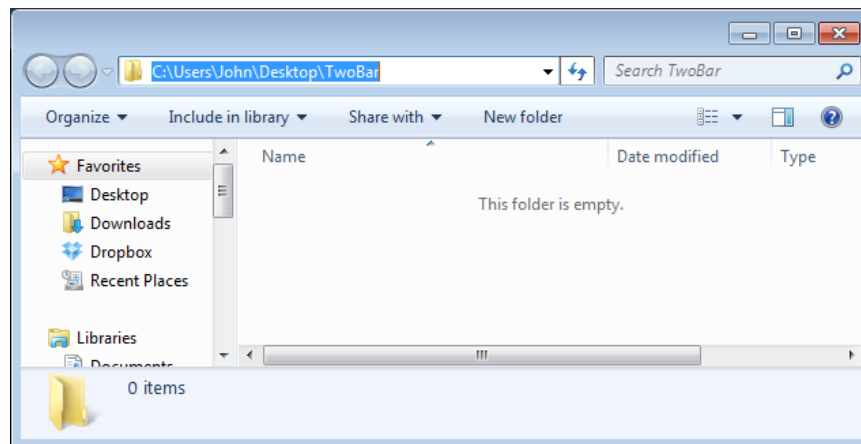 C:\Users\John\Desktop\TwoBar
Search TwoBar
Organize
Include in library
Share with
New folder
Favorites
Desktop
Downloads
Dropbox
Recent Places
Libraries
Documents
Name
Date modified
Type
This folder is empty.
0 items